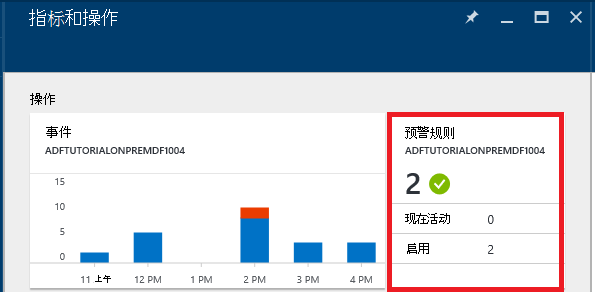 指标和操作
操作
事件
ADFTUTORIALONPREMDF1004
15
10
5
0
11 上午
12 PM
1 PM
2 PM
3 PM
4 PM
预警规则
ADFTUTORIALONPREMDF1004
2
现在活动 0
启用 2